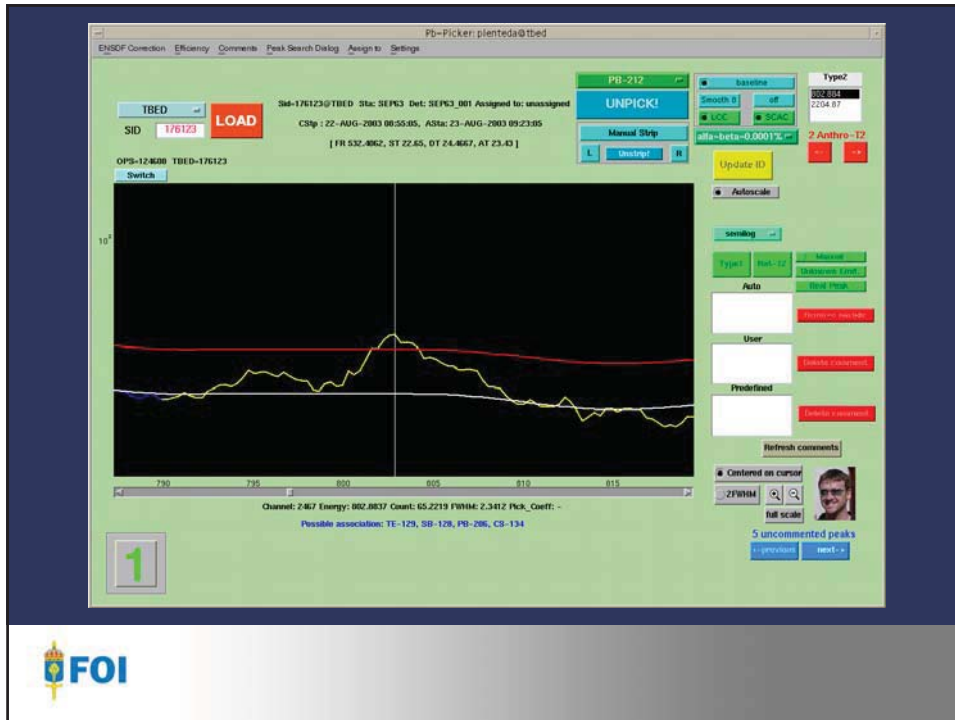 Pb-Picker: plenteda@tbed
ENSDF Correction Efficiency Comments Peak Search Dialog Assign to Settings
TBED
SID 176123
LOAD
Sid-176123@TBED Sta: SEP63 Det: SEP63_001 Assigned to: unassigned
CStp : 22-AUG-2003 08:55:05, ASta: 23-AUG-2003 09:23:05
[ FR 532.4062, ST 22.65, DT 24.4667, AT 23.43 ]
PB-212
UNPICK!
Manual Strip
L Unstrip! R
baseline
Smooth 8 off
LCC SCAC
alfa-beta-0.0001%
Type2
802.884
2204.87
2 Anthro-T2
<- ->
OPS=124608 TBED=176123
Switch
Update ID
Autoscale
semilog
Type1 Nat-T2
Manual
Unknown Emit.
Real Peak
Auto
User
Delete comment
Predefined
Delete comment
Refresh comments
790 795 800 805 810 815
Channel: 2467 Energy: 802.8837 Count: 65.2219 FWHM: 2.3412 Pick_Coeff: -
Possible association: TE-129, SB-128, PB-206, CS-134
Centered on cursor
2FWHM
full scale
5 uncommented peaks
<-previous next->
1
FOI